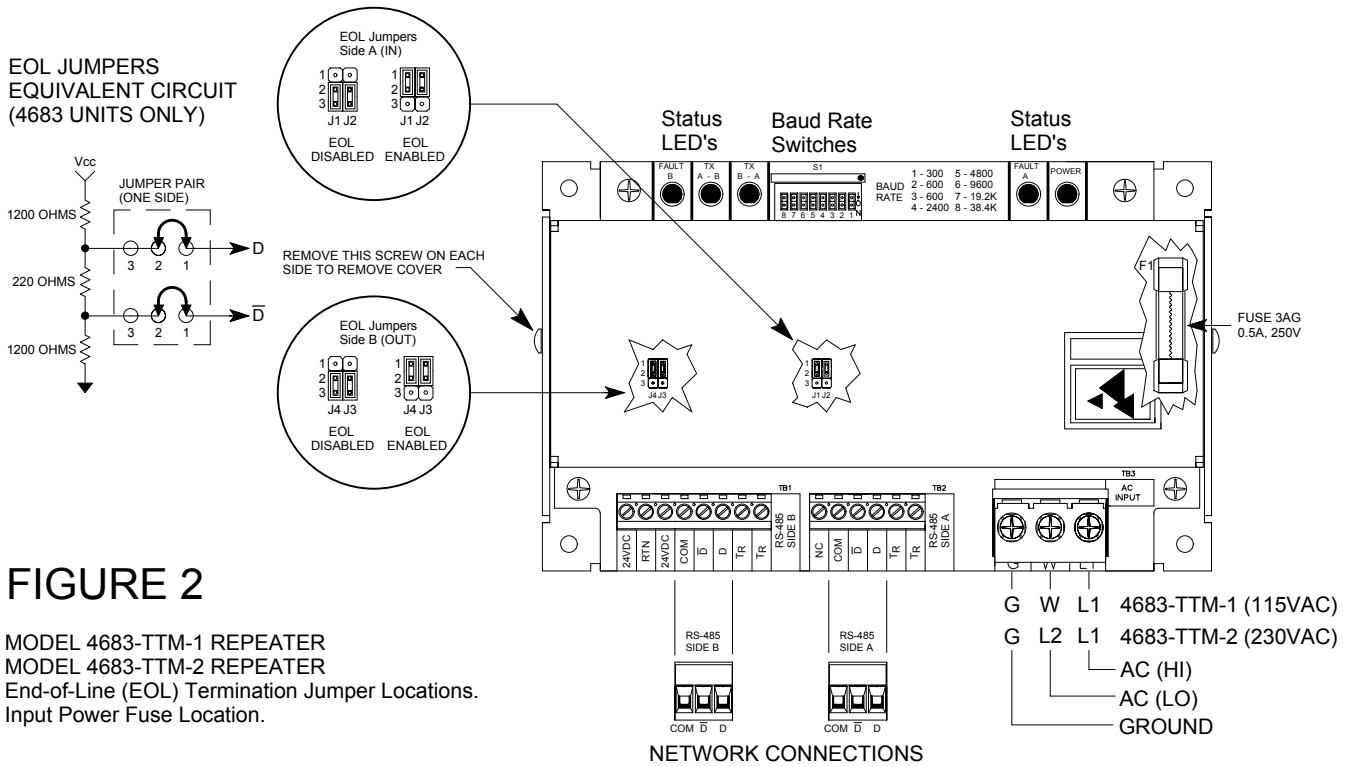 EOL JUMPERS
EQUIVALENT CIRCUIT
(4683 UNITS ONLY)
Vcc
JUMPER PAIR
(ONE SIDE)
1200 OHMS
3 2 1
D
220 OHMS
3 2 1
D̅
1200 OHMS
EOL Jumpers
Side A (IN)
1
2
3
J1 J2
EOL
DISABLED
1
2
3
J1 J2
EOL
ENABLED
REMOVE THIS SCREW ON EACH
SIDE TO REMOVE COVER
EOL Jumpers
Side B (OUT)
1
2
3
J4 J3
EOL
DISABLED
1
2
3
J4 J3
EOL
ENABLED
Status
LED's
Baud Rate
Switches
Status
LED's
FAULT
B
TX
A - B
TX
B - A
S1
8 7 6 5 4 3 2 1
BAUD
RATE
1 - 300 5 - 4800
2 - 600 6 - 9600
3 - 600 7 - 19.2K
4 - 2400 8 - 38.4K
FAULT
A
POWER
F1
FUSE 3AG
0.5A, 250V
1
2
3
J4 J3
1
2
3
J1 J2
TB1
24VDC
RTN
24VDC
COM
D̅
D
TR
TR
RS-485
SIDE B
TB2
NC
COM
D̅
D
TR
TR
RS-485
SIDE A
TB3
AC
INPUT
G W L1
RS-485
SIDE B
COM D̅ D
RS-485
SIDE A
COM D̅ D
NETWORK CONNECTIONS
G W L1 4683-TTM-1 (115VAC)
G L2 L1 4683-TTM-2 (230VAC)
AC (HI)
AC (LO)
GROUND
FIGURE 2
MODEL 4683-TTM-1 REPEATER
MODEL 4683-TTM-2 REPEATER
End-of-Line (EOL) Termination Jumper Locations.
Input Power Fuse Location.